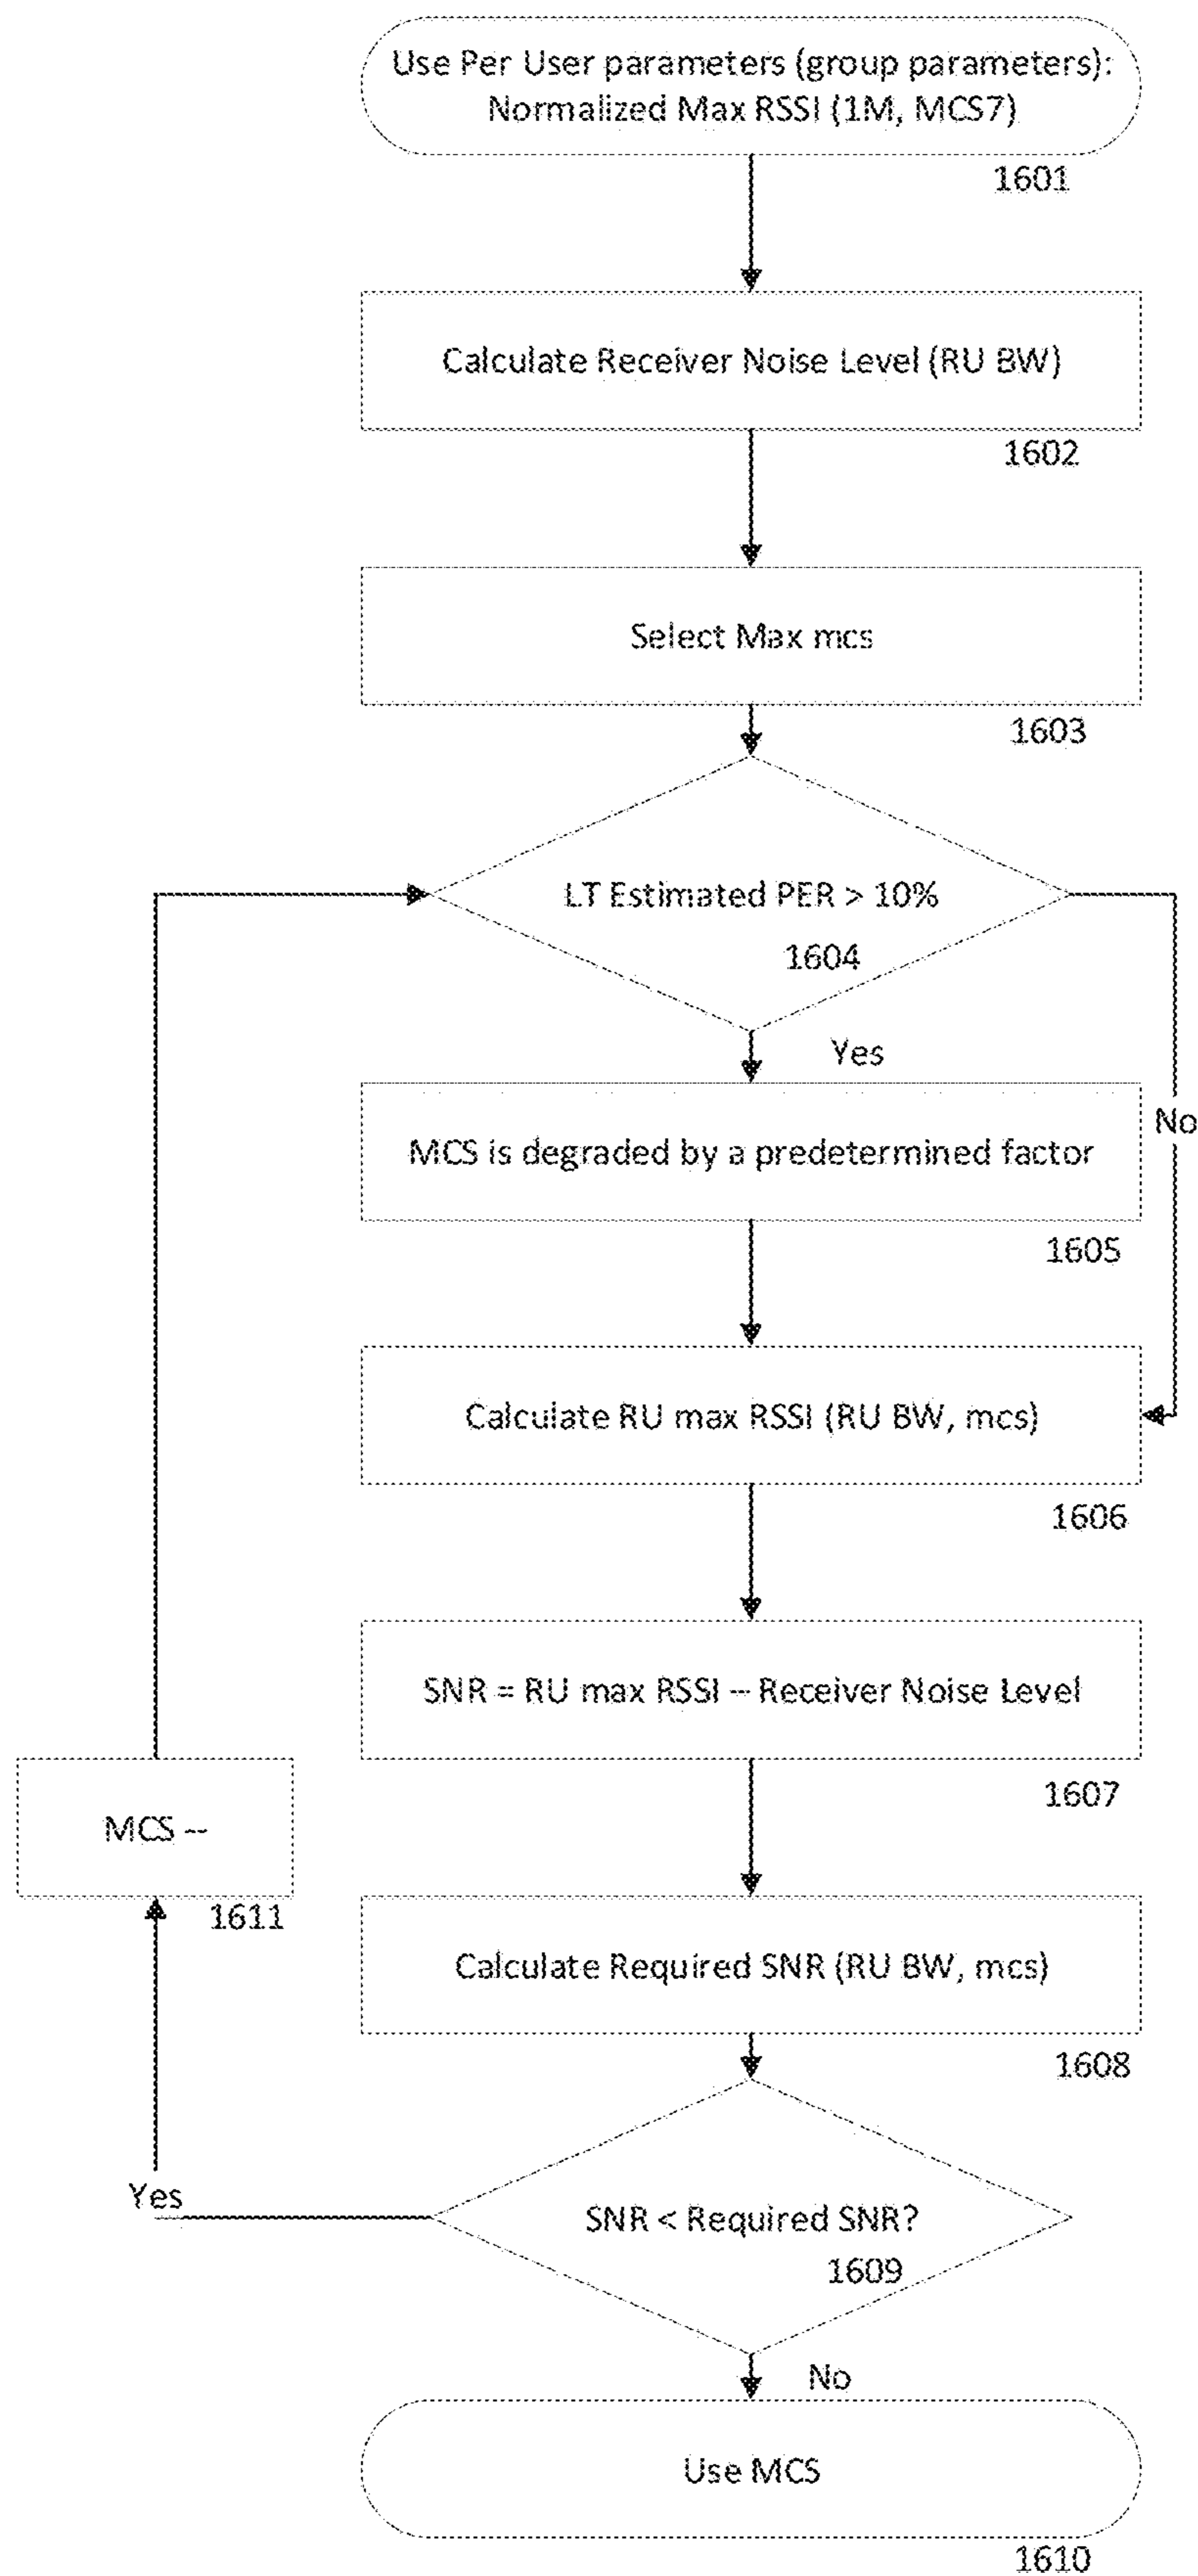 Use Per User parameters (group parameters):
Normalized Max RSSI (1M, MCS7)
1601
Calculate Receiver Noise Level (RU BW)
1602
Select Max mcs
1603
LT Estimated PER > 10%
1604
Yes
No
MCS is degraded by a predetermined factor
1605
Calculate RU max RSSI (RU BW, mcs)
1606
SNR = RU max RSSI – Receiver Noise Level
1607
MCS --
1611
Calculate Required SNR (RU BW, mcs)
1608
Yes
SNR < Required SNR?
1609
No
Use MCS
1610